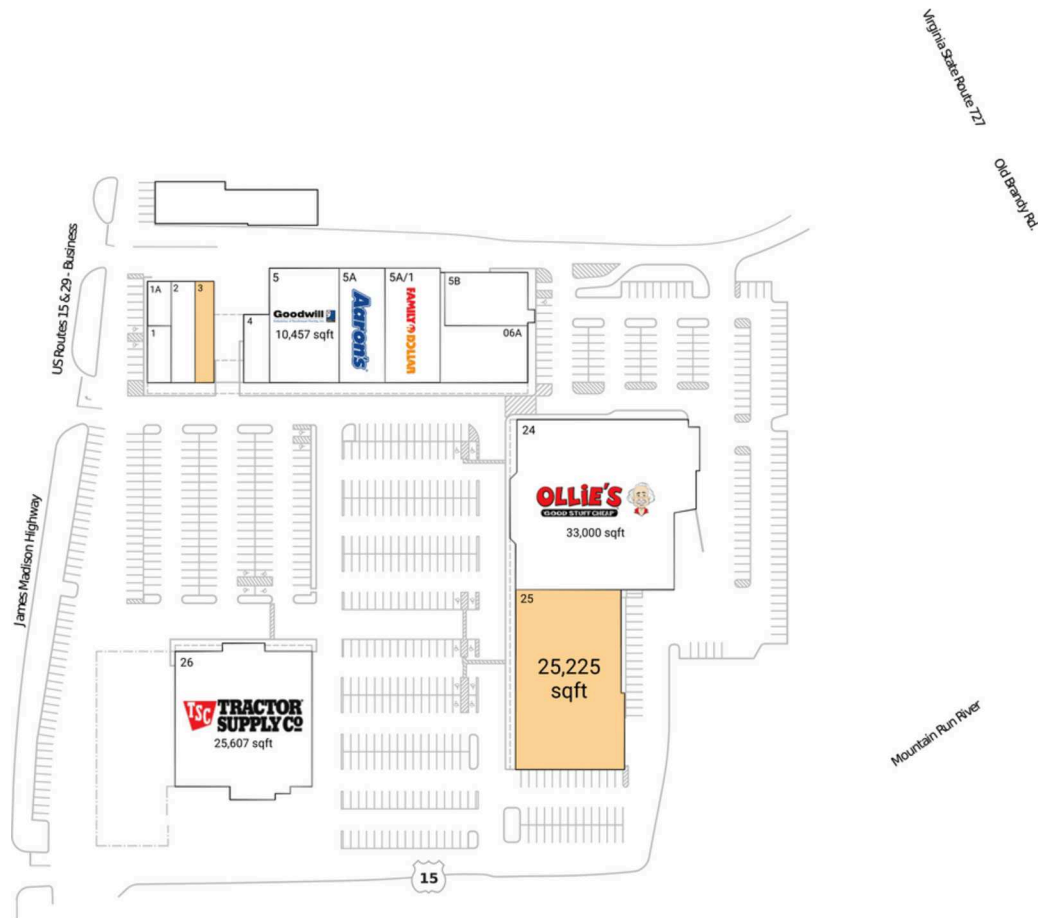 Virginia State Route 727
Old Brandy Rd.
US Routes 15 & 29 - Business
1A
2
3
1
4
5
Goodwill
10,457 sqft
5A
Aaron's
5A/1
FAMILY DOLLAR
5B
06A
24
OLLIE'S
GOOD STUFF CHEAP
33,000 sqft
James Madison Highway
25
25,225
sqft
26
TSC TRACTOR
SUPPLY CO
25,607 sqft
Mountain Run River
15